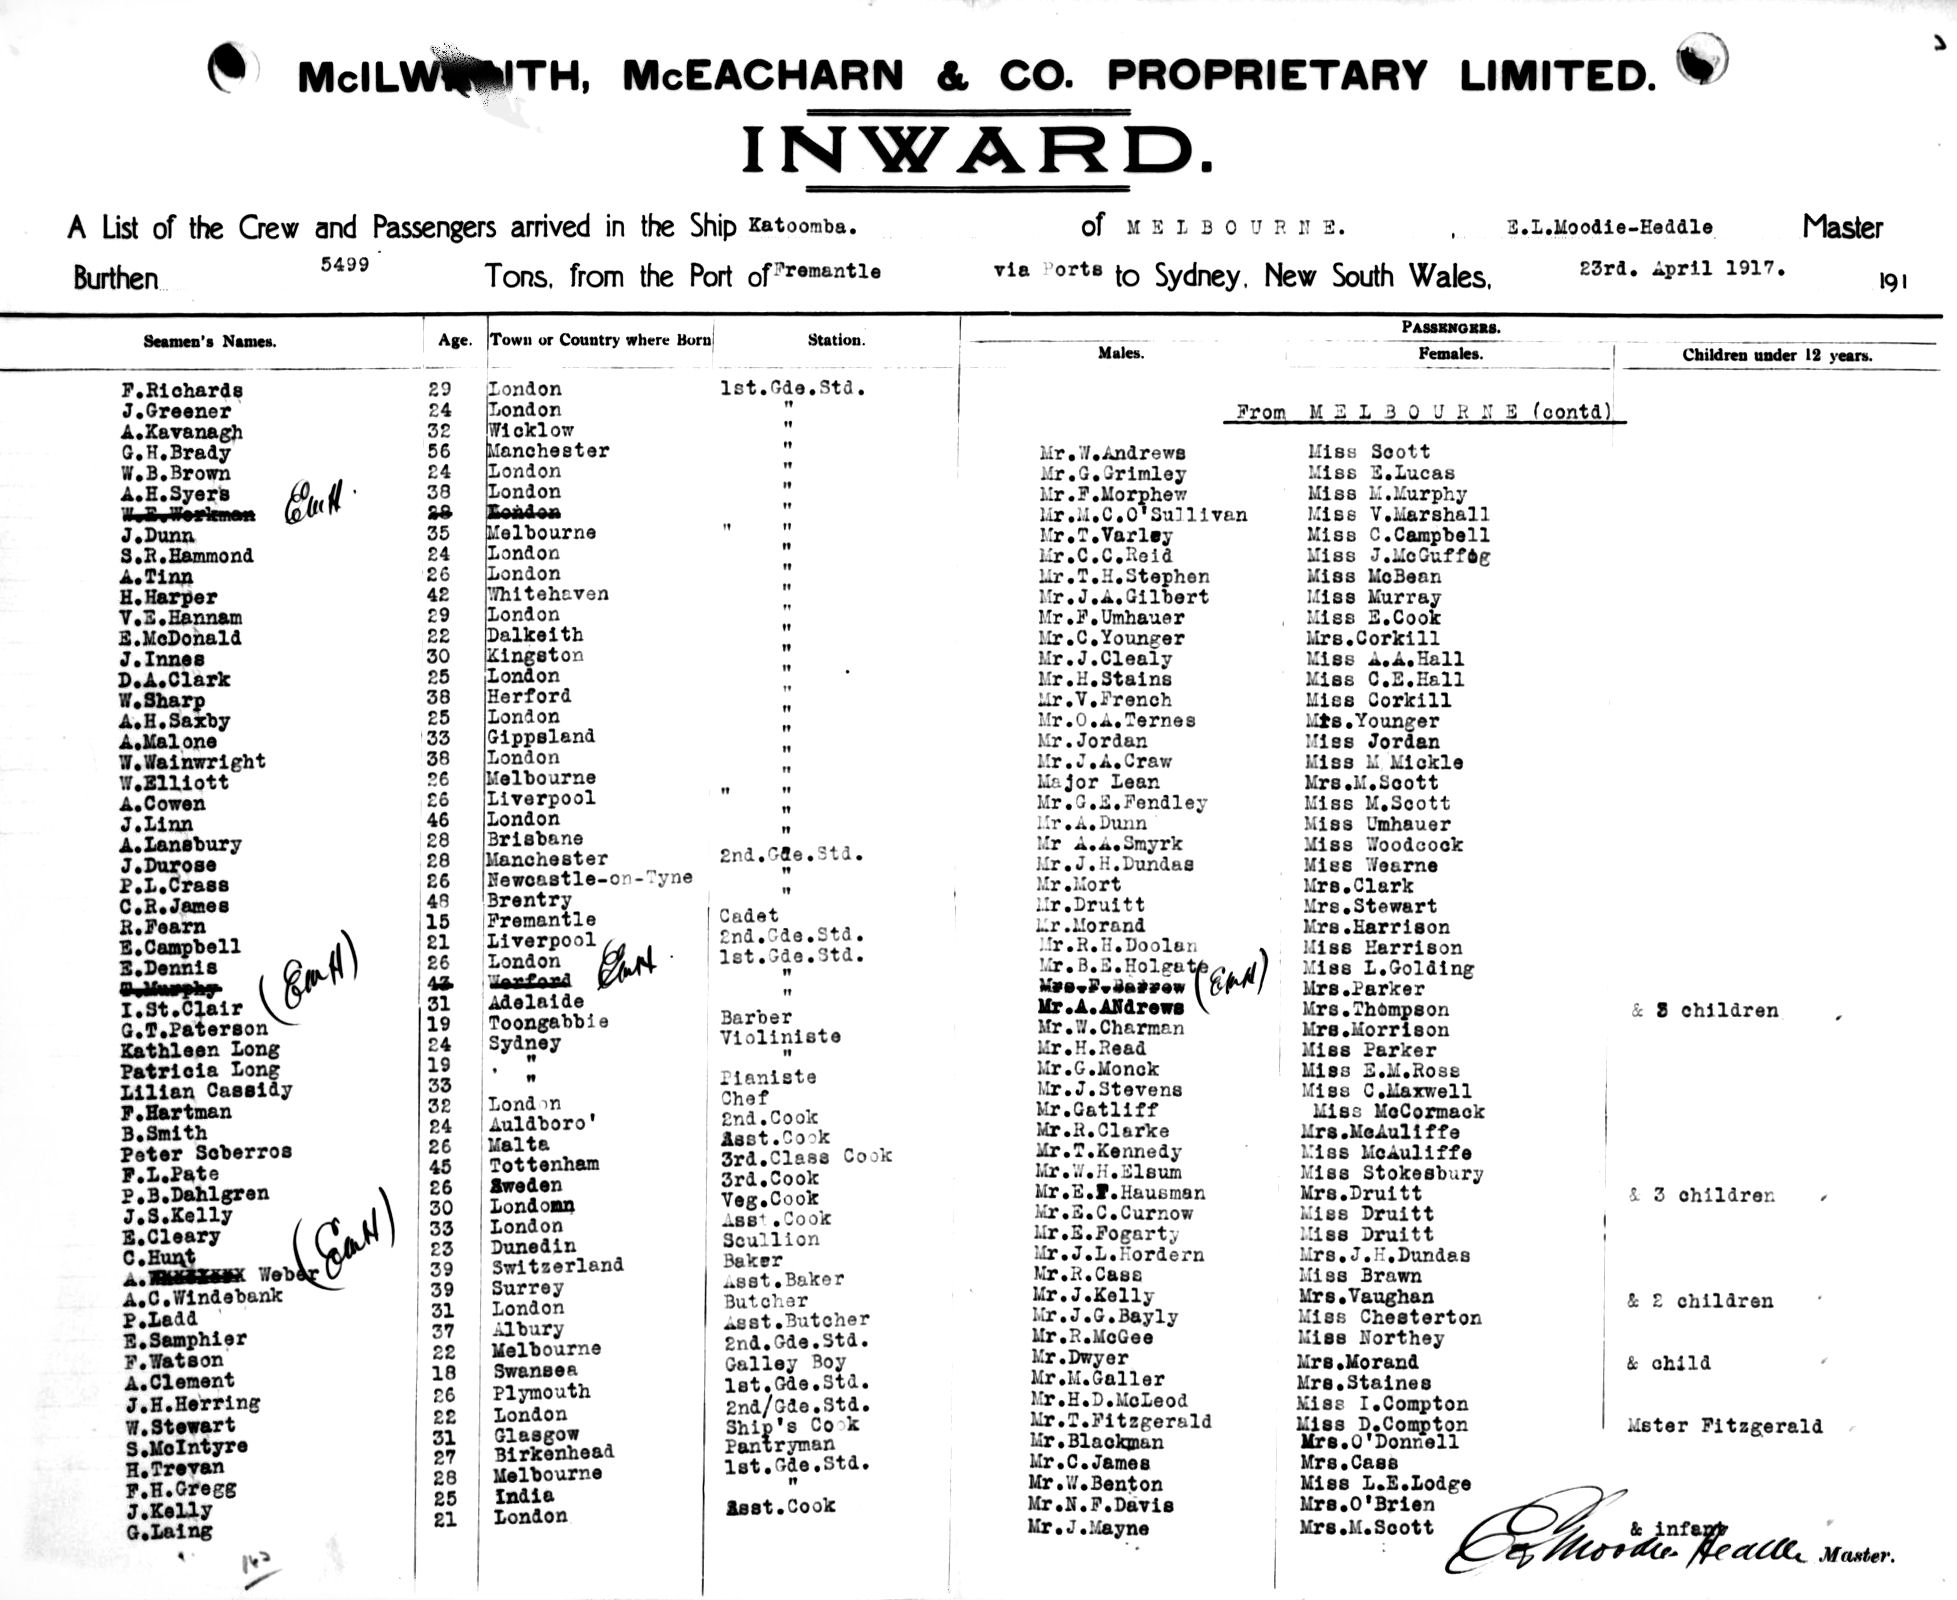 McILWRAITH, McEACHARN & CO. PROPRIETARY LIMITED.
INWARD.
A List of the Crew and Passengers arrived in the Ship Katoomba. of MELBOURNE. E.L.Moodie-Heddle Master
Burthen 5499 Tons, from the Port of Fremantle via Ports to Sydney, New South Wales, 23rd. April 1917. 191
Seamen's Names. Age. Town or Country where Born Station.
F.Richards 29 London 1st.Gde.Std.
J.Greener 24 London "
A.Kavanagh 32 Wicklow "
G.H.Brady 56 Manchester "
W.B.Brown 24 London "
A.H.Syers 38 London "
W.E.Workman EMH. 28 London "
J.Dunn 35 Melbourne " "
S.R.Hammond 24 London "
A.Tinn 26 London "
H.Harper 42 Whitehaven "
V.E.Hannam 29 London "
E.McDonald 22 Dalkeith "
J.Innes 30 Kingston "
D.A.Clark 25 London "
W.Sharp 38 Herford "
A.H.Saxby 25 London "
A.Malone 33 Gippsland "
W.Wainwright 38 London "
W.Elliott 26 Melbourne "
A.Cowen 26 Liverpool " "
J.Linn 46 London "
A.Lansbury 28 Brisbane "
J.Durose 28 Manchester 2nd.Gde.Std.
P.L.Crass 26 Newcastle-on-Tyne "
C.R.James 48 Brentry "
R.Fearn 15 Fremantle Cadet
E.Campbell 21 Liverpool 2nd.Gde.Std.
E.Dennis 26 London 1st.Gde.Std.
T.Murphy (EMH) 43 Werford EMH. "
I.St.Clair 31 Adelaide "
G.T.Paterson 19 Toongabbie Barber
Kathleen Long 24 Sydney Violiniste
Patricia Long 19 " "
Lilian Cassidy 33 " Pianiste
F.Hartman 32 London Chef
B.Smith 24 Auldboro' 2nd.Cook
Peter Scberros 26 Malta Asst.Cook
F.L.Pate 45 Tottenham 3rd.Class Cook
P.B.Dahlgren 26 Sweden 3rd.Cook
J.S.Kelly 30 Londomn Veg.Cook
E.Cleary 33 London Asst.Cook
C.Hunt 23 Dunedin Scullion
A. Weber (EMH) 39 Switzerland Baker
A.C.Windebank 39 Surrey Asst.Baker
P.Ladd 31 London Butcher
E.Samphier 37 Albury Asst.Butcher
F.Watson 22 Melbourne 2nd.Gde.Std.
A.Clement 18 Swansea Galley Boy
J.H.Herring 26 Plymouth 1st.Gde.Std.
W.Stewart 22 London 2nd/Gde.Std.
S.McIntyre 31 Glasgow Ship's Cook
H.Trevan 27 Birkenhead Pantryman
F.H.Gregg 28 Melbourne 1st.Gde.Std.
J.Kelly 25 India "
G.Laing 21 London Asst.Cook
PASSENGERS.
Males. Females. Children under 12 years.
From MELBOURNE (contd)
Mr.W.Andrews Miss Scott
Mr.G.Grimley Miss E.Lucas
Mr.F.Morphew Miss M.Murphy
Mr.M.C.O'Sullivan Miss V.Marshall
Mr.T.Varley Miss C.Campbell
Mr.C.C.Reid Miss J.McGuffog
Mr.T.H.Stephen Miss McBean
Mr.J.A.Gilbert Miss Murray
Mr.F.Umhauer Miss E.Cook
Mr.C.Younger Mrs.Corkill
Mr.J.Clealy Miss A.A.Hall
Mr.H.Stains Miss C.E.Hall
Mr.V.French Miss Corkill
Mr.O.A.Ternes Mrs.Younger
Mr.Jordan Miss Jordan
Mr.J.A.Craw Miss M Mickle
Major Lean Mrs.M.Scott
Mr.G.E.Fendley Miss M.Scott
Mr.A.Dunn Miss Umhauer
Mr A.A.Smyrk Miss Woodcock
Mr.J.H.Dundas Miss Wearne
Mr.Mort Mrs.Clark
Mr.Druitt Mrs.Stewart
Mr.Morand Mrs.Harrison
Mr.R.H.Doolan Miss Harrison
Mr.B.E.Holgate Miss L.Golding
Mrs.F.Barrow (EMH) Mrs.Parker
Mr.A.ANdrews Mrs.Thompson & 3 children
Mr.W.Charman Mrs.Morrison
Mr.H.Read Miss Parker
Mr.G.Monck Miss E.M.Ross
Mr.J.Stevens Miss C.Maxwell
Mr.Gatliff Miss McCormack
Mr.R.Clarke Mrs.McAuliffe
Mr.T.Kennedy Miss McAuliffe
Mr.W.H.Elsum Miss Stokesbury
Mr.E.F.Hausman Mrs.Druitt & 3 children
Mr.E.C.Curnow Miss Druitt
Mr.E.Fogarty Miss Druitt
Mr.J.L.Hordern Mrs.J.H.Dundas
Mr.R.Cass Miss Brawn
Mr.J.Kelly Mrs.Vaughan & 2 children
Mr.J.G.Bayly Miss Chesterton
Mr.R.McGee Miss Northey
Mr.Dwyer Mrs.Morand & child
Mr.M.Galler Mrs.Staines
Mr.H.D.McLeod Miss I.Compton
Mr.T.Fitzgerald Miss D.Compton Mster Fitzgerald
Mr.Blackman Mrs.O'Donnell
Mr.C.James Mrs.Cass
Mr.W.Benton Miss L.E.Lodge
Mr.N.F.Davis Mrs.O'Brien
Mr.J.Mayne Mrs.M.Scott & infant
Moodie Heddle Master.